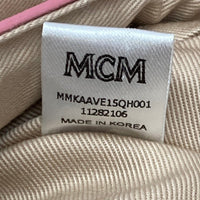 MCM
MMKAAVE15QH001
11282106
MADE IN KOREA